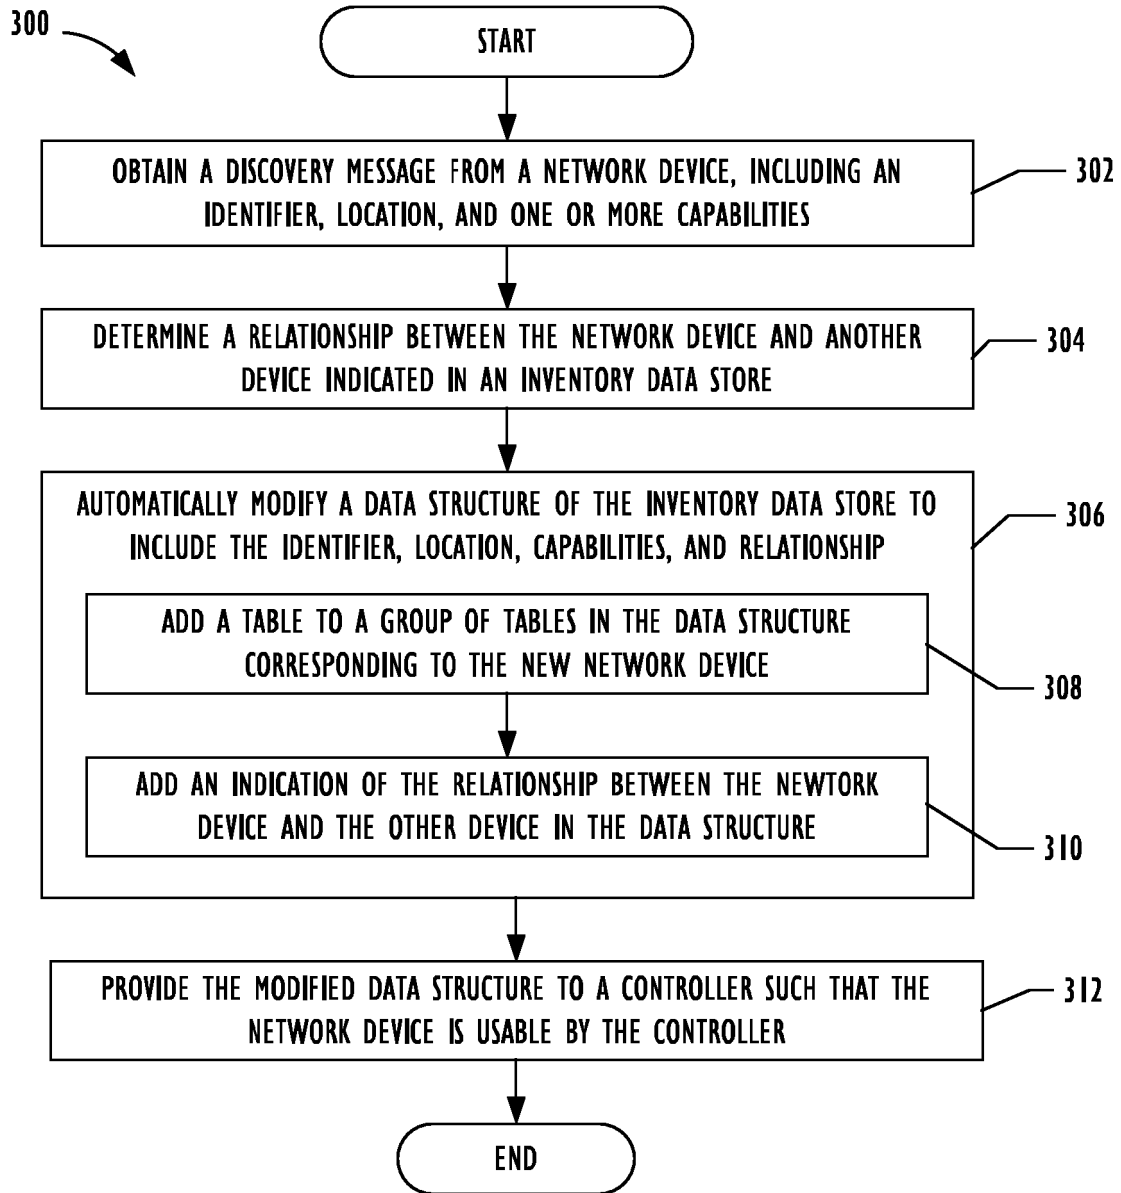 300
START
OBTAIN A DISCOVERY MESSAGE FROM A NETWORK DEVICE, INCLUDING AN
IDENTIFIER, LOCATION, AND ONE OR MORE CAPABILITIES
302
DETERMINE A RELATIONSHIP BETWEEN THE NETWORK DEVICE AND ANOTHER
DEVICE INDICATED IN AN INVENTORY DATA STORE
304
AUTOMATICALLY MODIFY A DATA STRUCTURE OF THE INVENTORY DATA STORE TO
INCLUDE THE IDENTIFIER, LOCATION, CAPABILITIES, AND RELATIONSHIP
306
ADD A TABLE TO A GROUP OF TABLES IN THE DATA STRUCTURE
CORRESPONDING TO THE NEW NETWORK DEVICE
308
ADD AN INDICATION OF THE RELATIONSHIP BETWEEN THE NEWTORK
DEVICE AND THE OTHER DEVICE IN THE DATA STRUCTURE
310
PROVIDE THE MODIFIED DATA STRUCTURE TO A CONTROLLER SUCH THAT THE
NETWORK DEVICE IS USABLE BY THE CONTROLLER
312
END